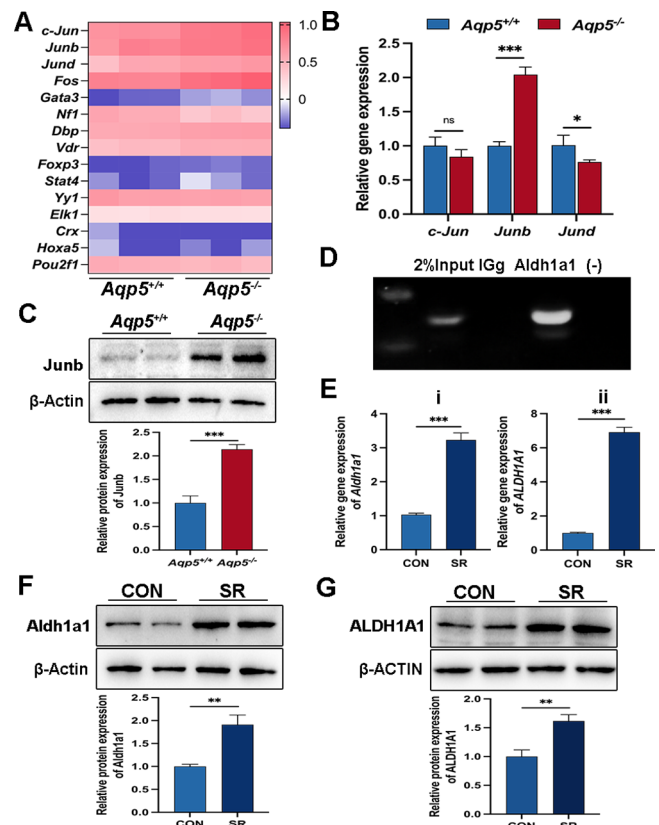 A
c-Jun
Junb
Jund
Fos
Gata3
Nf1
Dbp
Vdr
Foxp3
Stat4
Yy1
Elk1
Crx
Hoxa5
Pou2f1
Aqp5+/+ Aqp5-/-
1.0
0
B
Aqp5+/+ Aqp5-/-
Relative gene expression
2.5
2.0
1.5
1.0
0.5
0.0
ns
***
*
c-Jun Junb Jund
C
Aqp5+/+ Aqp5-/-
Junb
β-Actin
Relative protein expression
of Junb
2.5
2.0
1.5
1.0
0.5
0.0
***
Aqp5+/+ Aqp5-/-
D
2%Input IGg Aldh1a1 (-)
E
i
Relative gene expression
of Aldh1a1
4
3
2
1
0
***
CON SR
ii
Relative gene expression
of ALDH1A1
8
6
4
2
0
***
CON SR
F
CON SR
Aldh1a1
β-Actin
Relative protein expression
of Aldh1a1
2.5
2.0
1.5
1.0
0.5
0.0
**
CON SR
G
CON SR
ALDH1A1
β-ACTIN
Relative protein expression
of ALDH1A1
2.0
1.5
1.0
0.5
0.0
**
CON SR